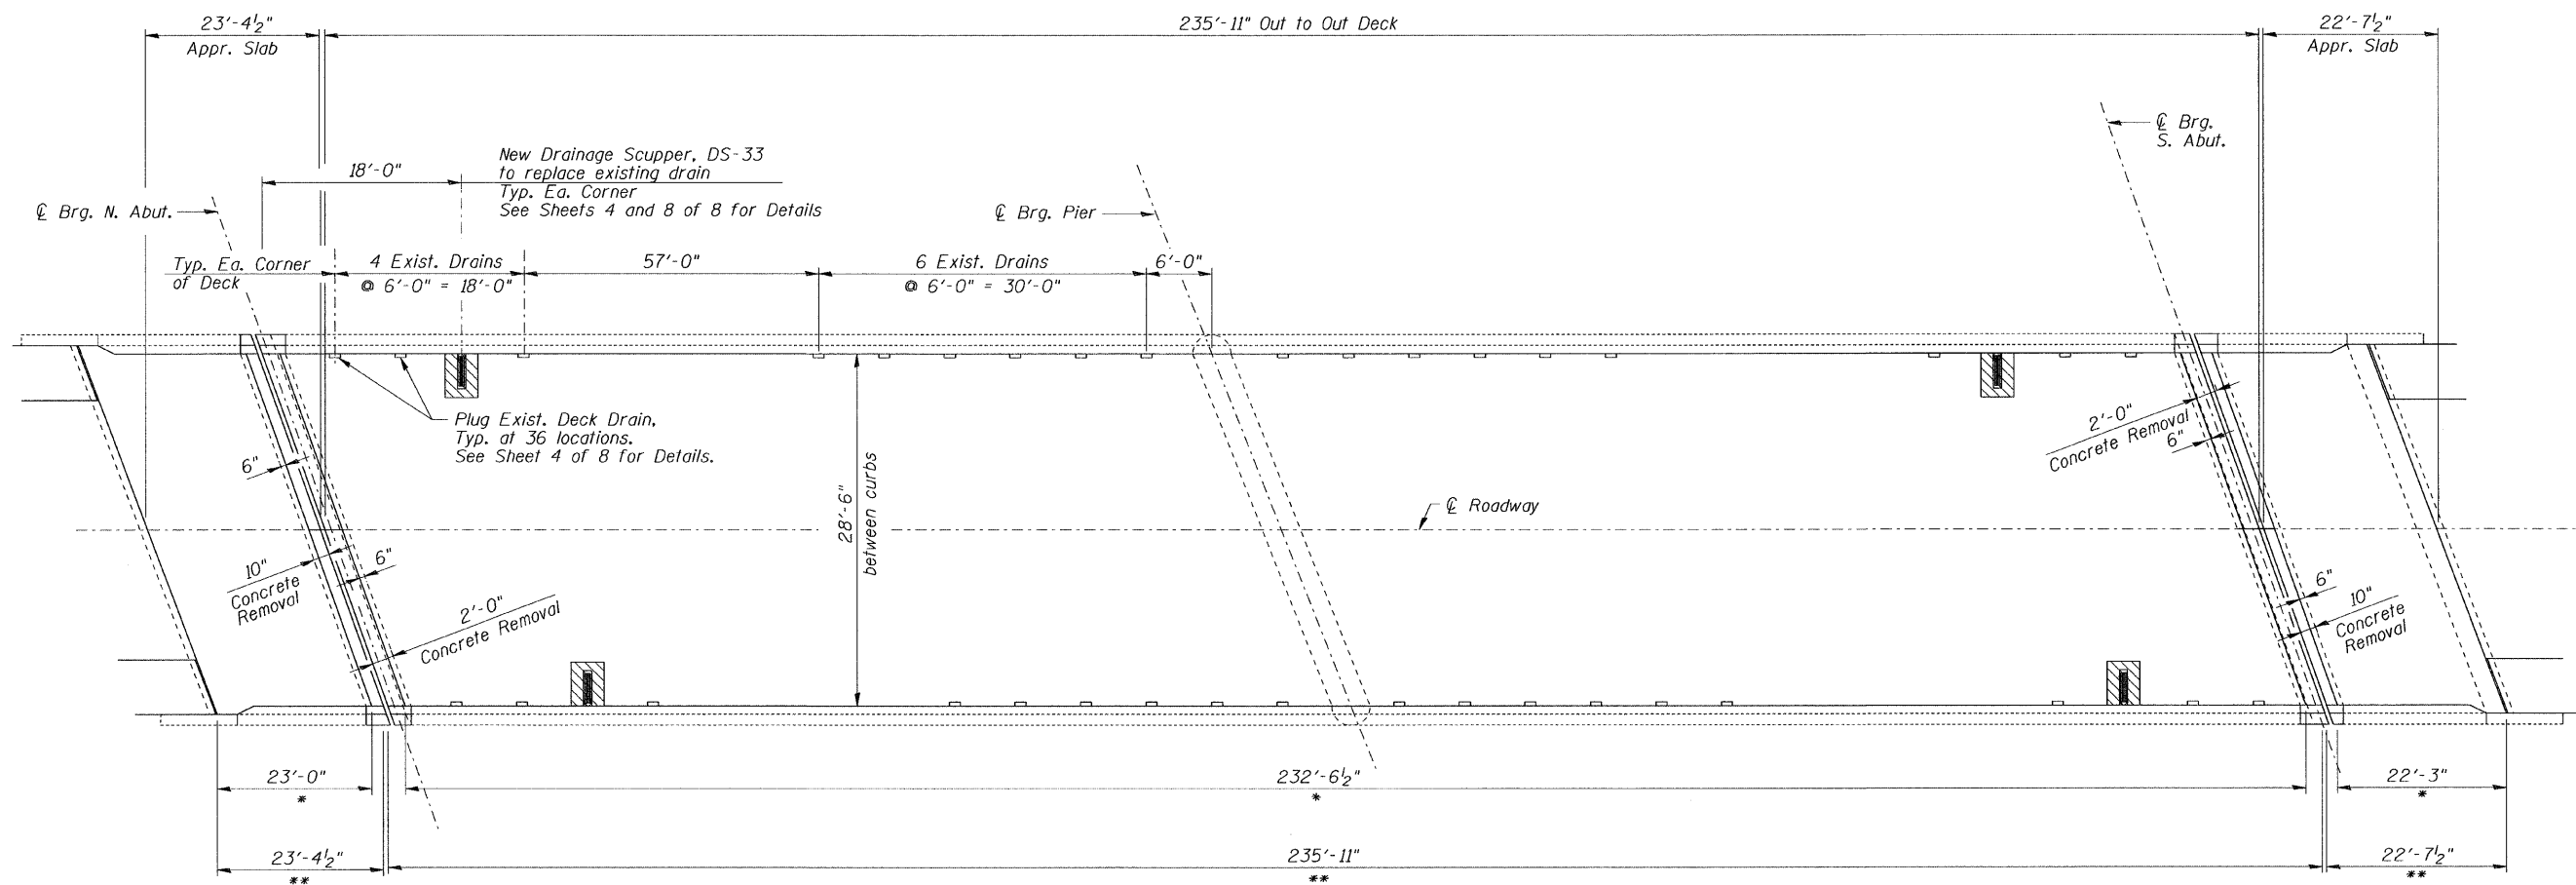 23'-4½"
Appr. Slab
235'-11" Out to Out Deck
22'-7½"
Appr. Slab
℄ Brg.
S. Abut.
New Drainage Scupper, DS-33
to replace existing drain
Typ. Ea. Corner
See Sheets 4 and 8 of 8 for Details
18'-0"
℄ Brg. N. Abut.
℄ Brg. Pier
Typ. Ea. Corner
of Deck
4 Exist. Drains
@ 6'-0" = 18'-0"
57'-0"
6 Exist. Drains
@ 6'-0" = 30'-0"
6'-0"
Plug Exist. Deck Drain,
Typ. at 36 locations.
See Sheet 4 of 8 for Details.
2'-0"
Concrete Removal
6"
6"
28'-6"
between curbs
℄ Roadway
10"
Concrete
Removal
6"
2'-0"
Concrete Removal
6"
10"
Concrete
Removal
23'-0"
*
232'-6½"
*
22'-3"
*
23'-4½"
**
235'-11"
**
22'-7½"
**